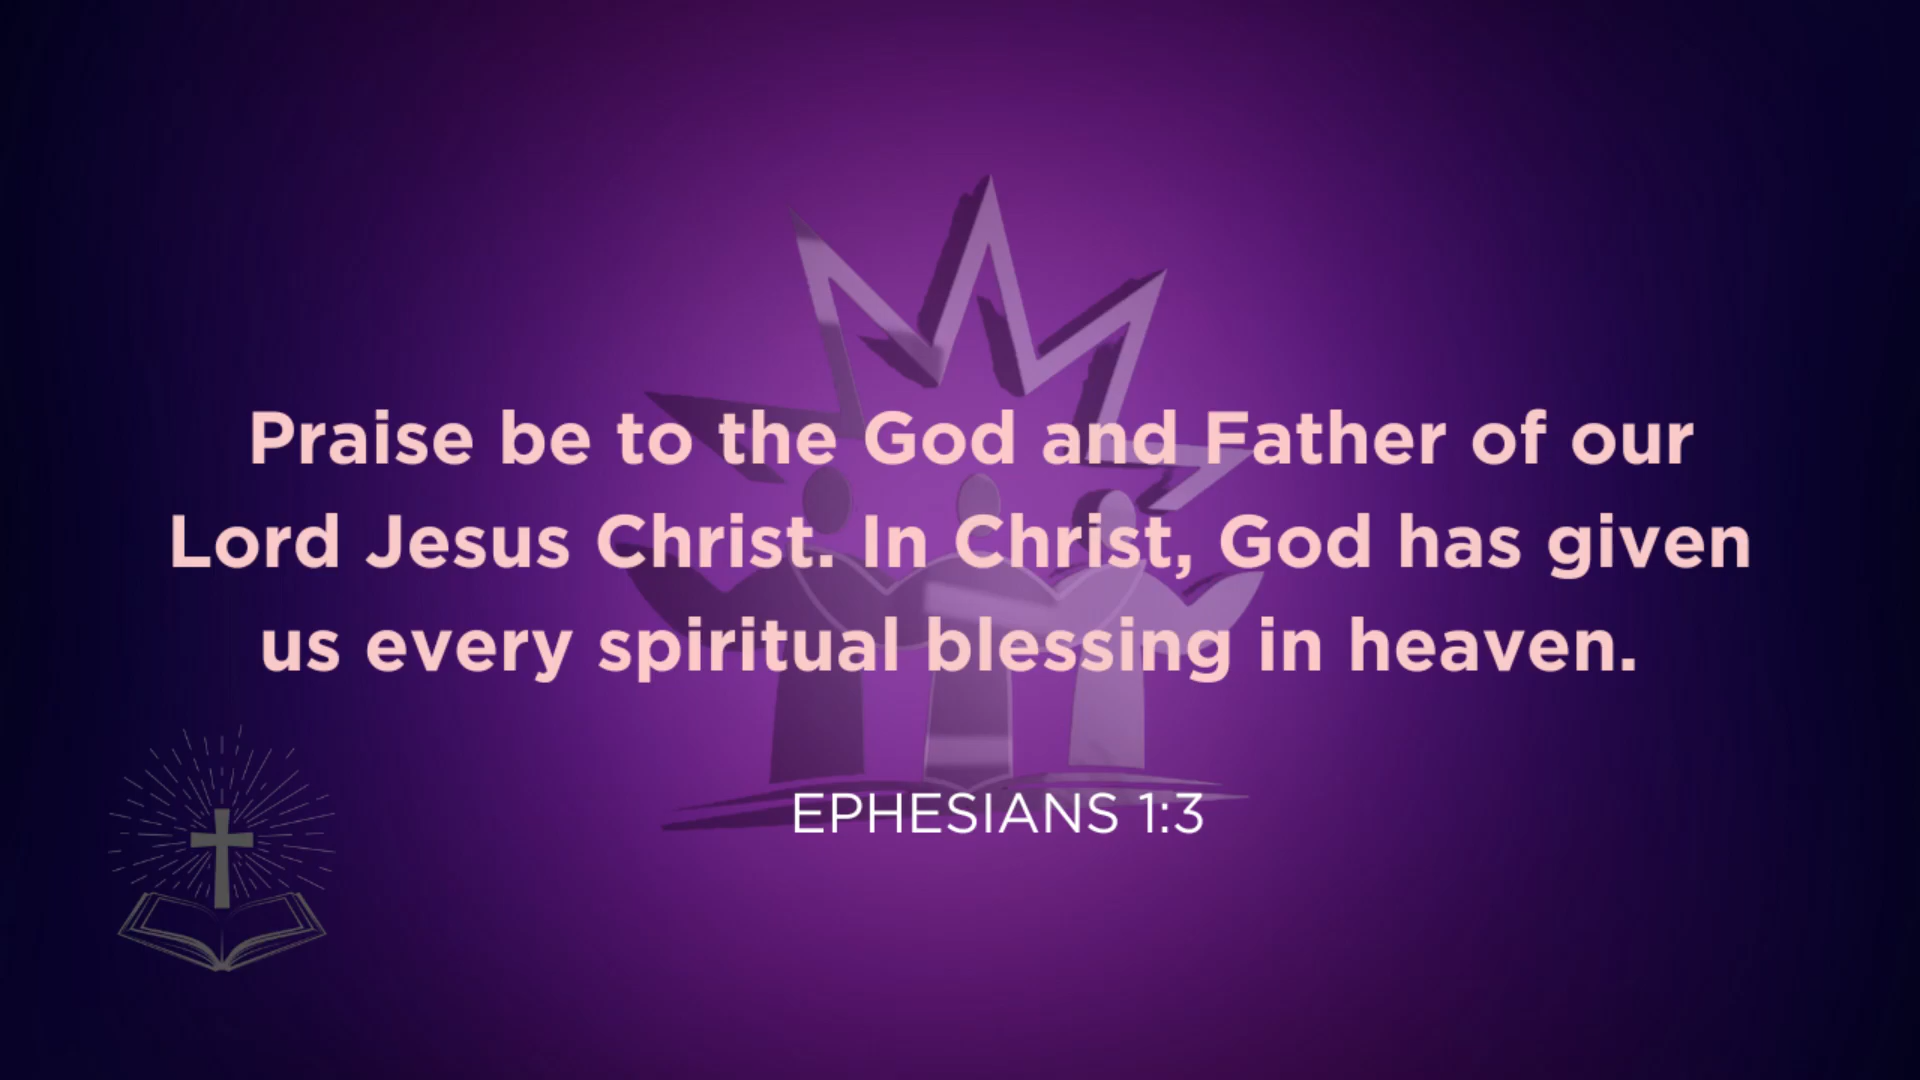 Praise be to the God and Father of our
Lord Jesus Christ. In Christ, God has given
us every spiritual blessing in heaven.
EPHESIANS 1:3